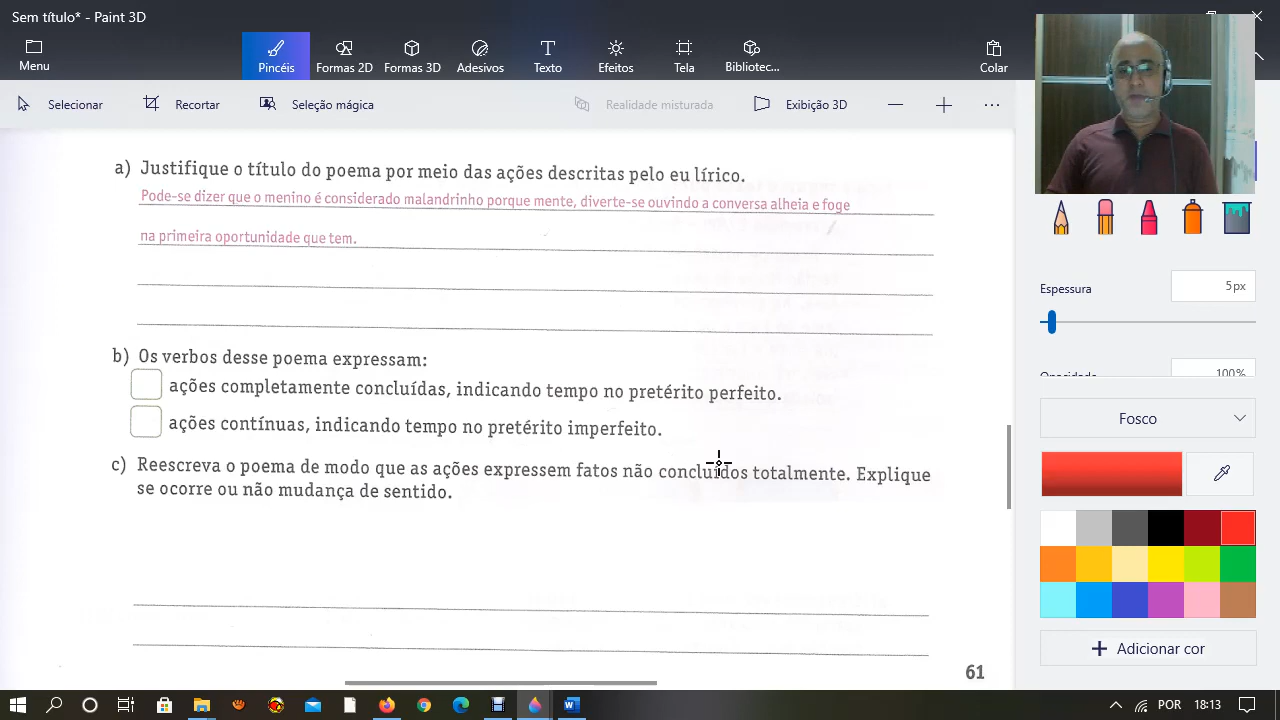 Sem título* - Paint 3D
Menu
Pincéis
Formas 2D
Formas 3D
Adesivos
Texto
Efeitos
Tela
Bibliotec...
Colar
Selecionar
Recortar
Seleção mágica
Realidade misturada
Exibição 3D
a) Justifique o título do poema por meio das ações descritas pelo eu lírico.
Pode-se dizer que o menino é considerado malandrinho porque mente, diverte-se ouvindo a conversa alheia e foge
na primeira oportunidade que tem.
b) Os verbos desse poema expressam:
ações completamente concluídas, indicando tempo no pretérito perfeito.
ações contínuas, indicando tempo no pretérito imperfeito.
c) Reescreva o poema de modo que as ações expressem fatos não concluídos totalmente. Explique
se ocorre ou não mudança de sentido.
61
Espessura
5px
Opacidade
100%
Fosco
Adicionar cor
POR
18:13